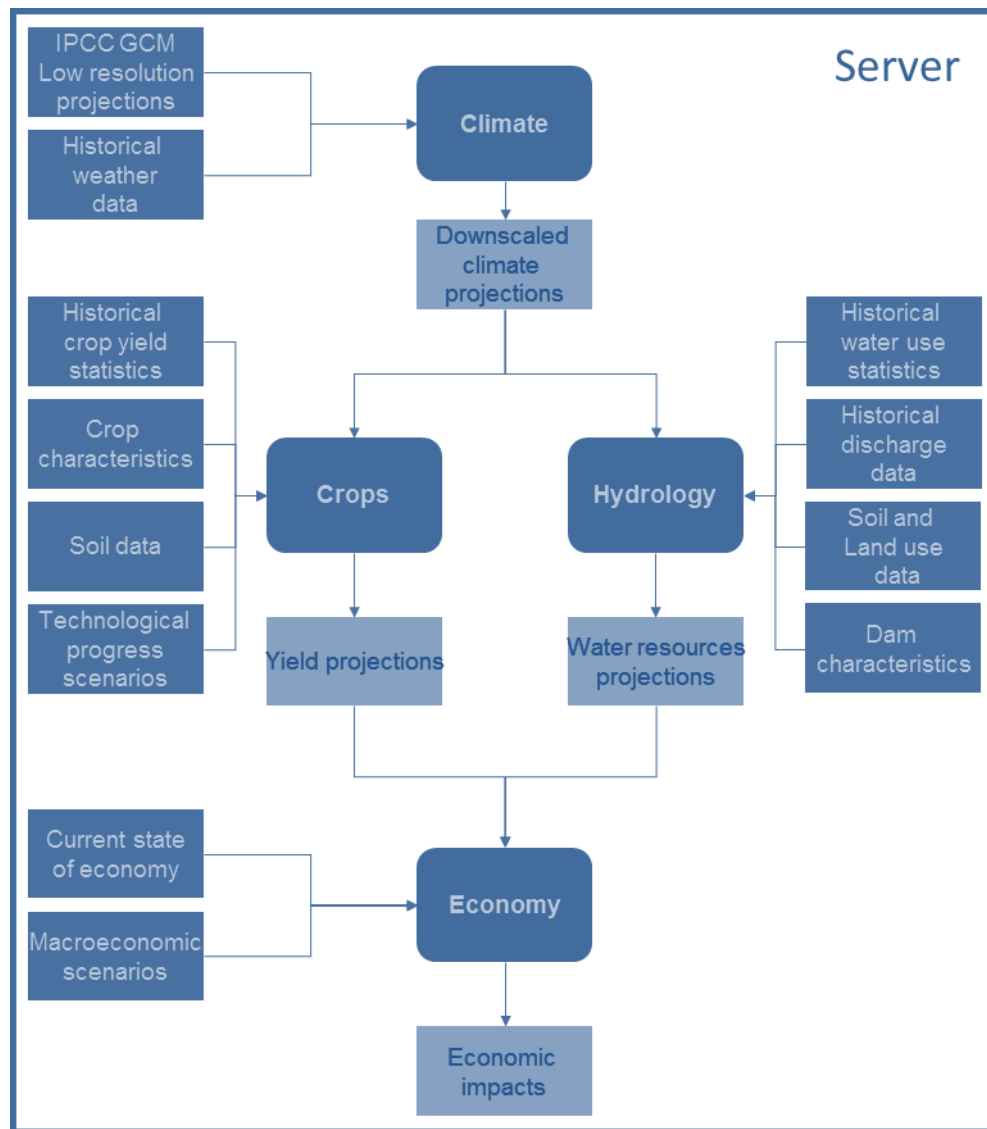 Server
IPCC GCM
Low resolution
projections
Historical
weather
data
Climate
Downscaled
climate
projections
Historical
crop yield
statistics
Crop
characteristics
Soil data
Technological
progress
scenarios
Crops
Hydrology
Historical
water use
statistics
Historical
discharge
data
Soil and
Land use
data
Dam
characteristics
Yield projections
Water resources
projections
Current state
of economy
Macroeconomic
scenarios
Economy
Economic
impacts